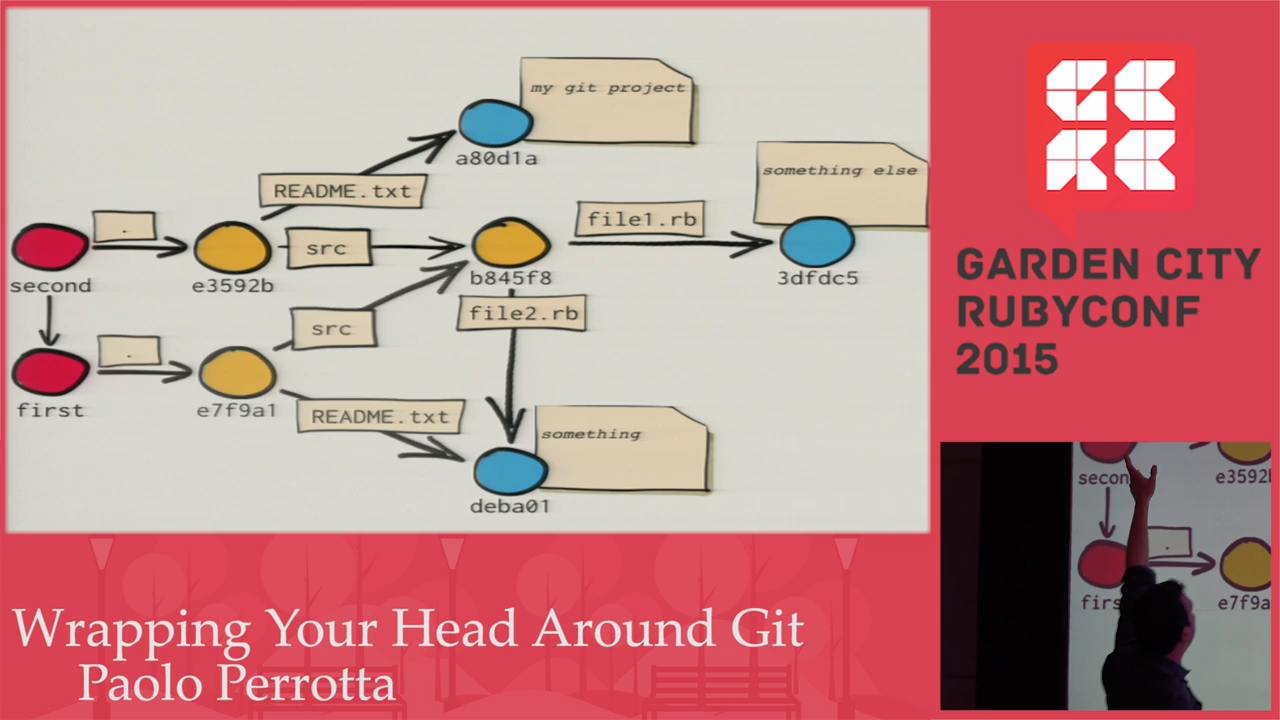 my git project
a80d1a
something else
README.txt
.
file1.rb
src
second
e3592b
b845f8
3dfdc5
file2.rb
src
.
first
e7f9a1
README.txt
something
deba01
GARDEN CITY
RUBYCONF
2015
secon
e3592b
.
firs
e7f9a
Wrapping Your Head Around Git
Paolo Perrotta